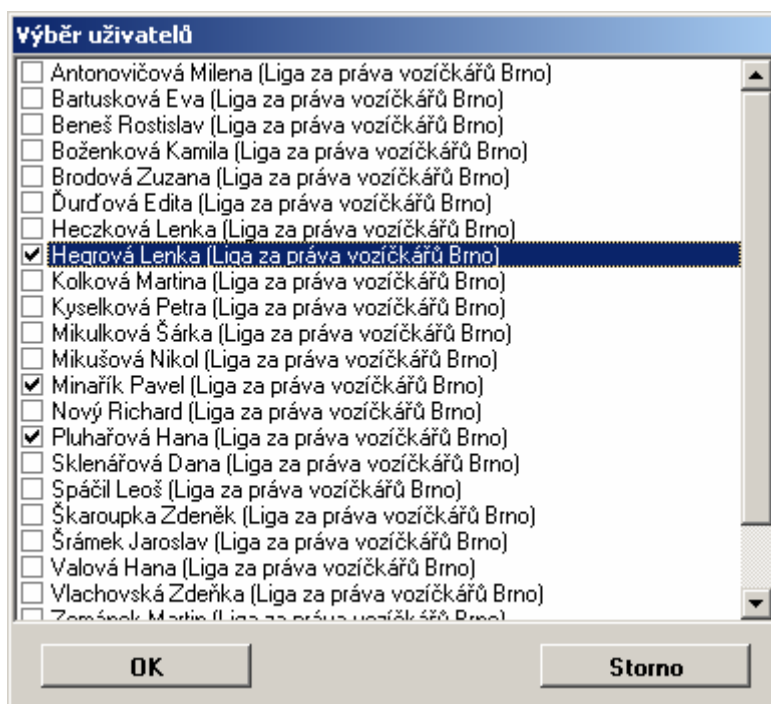 Výběr uživatelů
Antonovičová Milena (Liga za práva vozíčkářů Brno)
Bartusková Eva (Liga za práva vozíčkářů Brno)
Beneš Rostislav (Liga za práva vozíčkářů Brno)
Boženková Kamila (Liga za práva vozíčkářů Brno)
Brodová Zuzana (Liga za práva vozíčkářů Brno)
Ďurďová Edita (Liga za práva vozíčkářů Brno)
Heczková Lenka (Liga za práva vozíčkářů Brno)
Hegrová Lenka (Liga za práva vozíčkářů Brno)
Kolková Martina (Liga za práva vozíčkářů Brno)
Kyselková Petra (Liga za práva vozíčkářů Brno)
Mikulková Šárka (Liga za práva vozíčkářů Brno)
Mikušová Nikol (Liga za práva vozíčkářů Brno)
Minařík Pavel (Liga za práva vozíčkářů Brno)
Nový Richard (Liga za práva vozíčkářů Brno)
Pluhařová Hana (Liga za práva vozíčkářů Brno)
Sklenářová Dana (Liga za práva vozíčkářů Brno)
Spáčil Leoš (Liga za práva vozíčkářů Brno)
Škaroupka Zdeněk (Liga za práva vozíčkářů Brno)
Šrámek Jaroslav (Liga za práva vozíčkářů Brno)
Valová Hana (Liga za práva vozíčkářů Brno)
Vlachovská Zdeňka (Liga za práva vozíčkářů Brno)
Zemánek Martin (Liga za práva vozíčkářů Brno)
OK
Storno